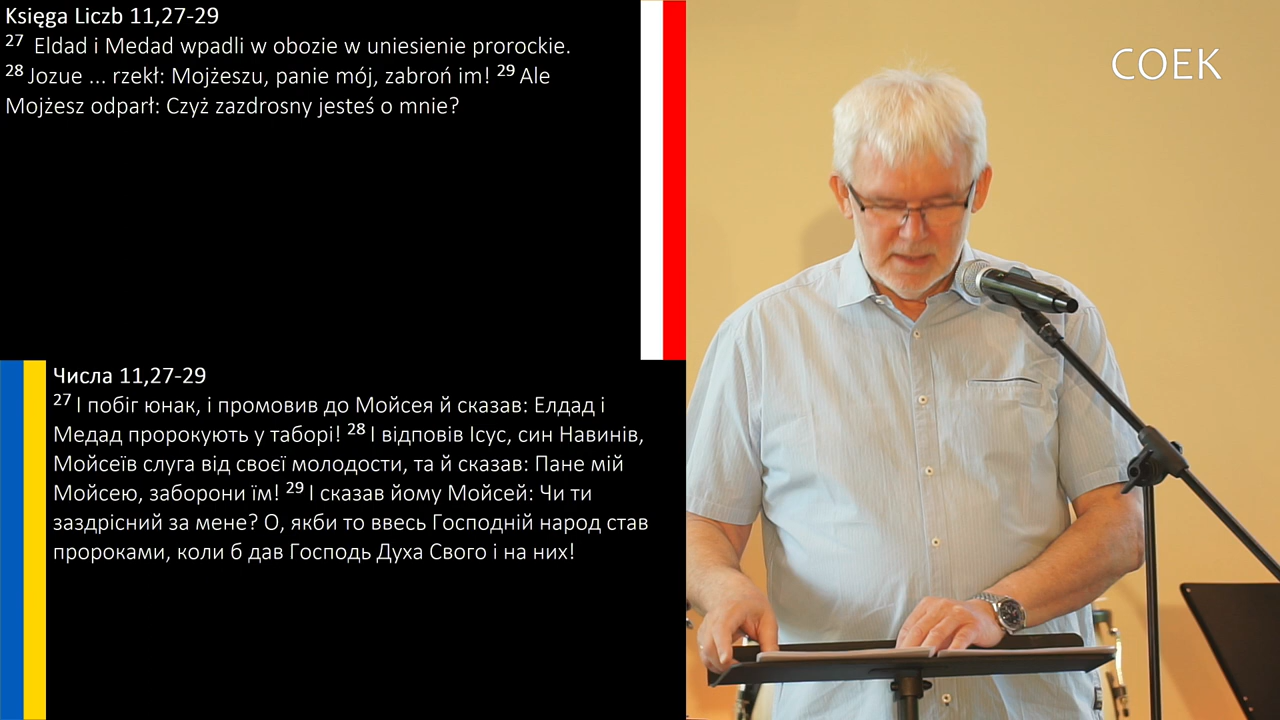 Księga Liczb 11,27-29
27 Eldad i Medad wpadli w obozie w uniesienie prorockie.
28 Jozue ... rzekł: Mojżeszu, panie mój, zabroń im! 29 Ale
Mojżesz odparł: Czyż zazdrosny jesteś o mnie?
Числа 11,27-29
27 І побіг юнак, і промовив до Мойсея й сказав: Елдад і
Медад пророкують у таборі! 28 І відповів Ісус, син Навинів,
Мойсеїв слуга від своєї молодости, та й сказав: Пане мій
Мойсею, заборони їм! 29 І сказав йому Мойсей: Чи ти
заздрісний за мене? О, якби то ввесь Господній народ став
пророками, коли б дав Господь Духа Свого і на них!
COEK